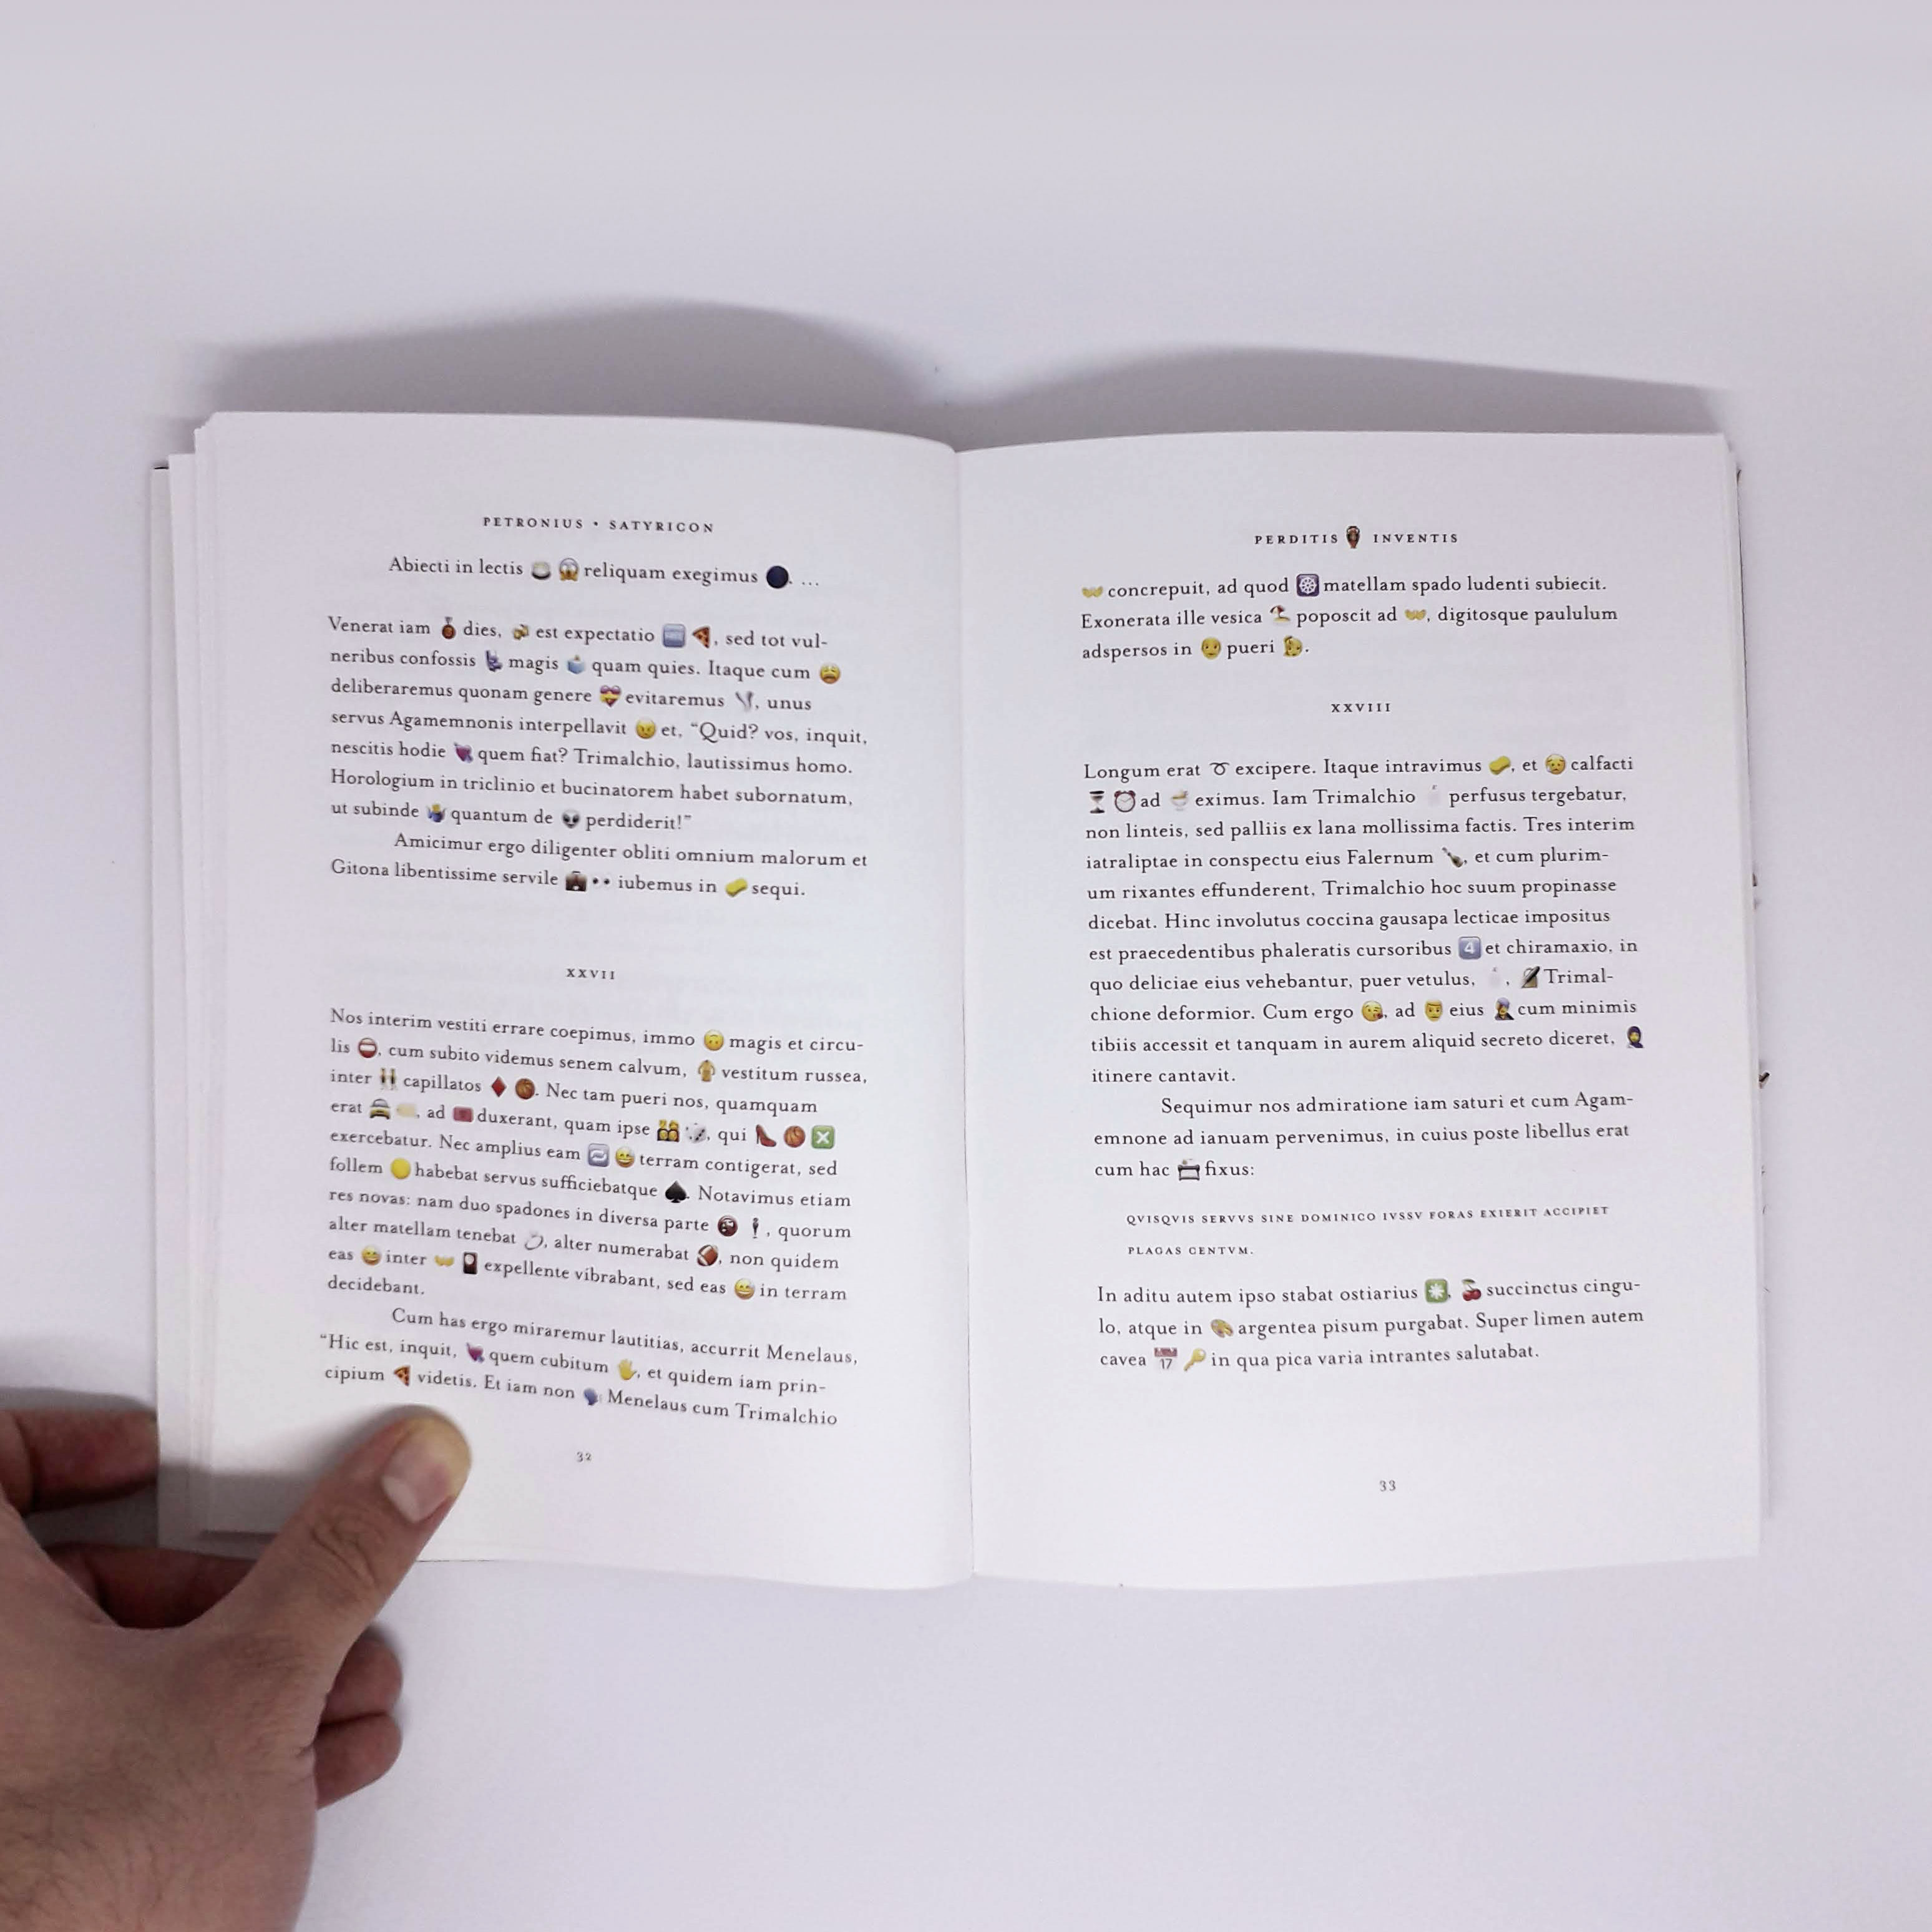 PETRONIUS • SATYRICON
Abiecti in lectis 😱 reliquam exegimus 🌑. ...
Venerat iam dies, est expectatio 🆓 🍕, sed tot vul-
neribus confossis magis quam quies. Itaque cum 😩
deliberaremus quonam genere 💝 evitaremus, unus
servus Agamemnonis interpellavit 😠 et, “Quid? vos, inquit,
nescitis hodie 💘 quem fiat? Trimalchio, lautissimus homo.
Horologium in triclinio et bucinatorem habet subornatum,
ut subinde 🤷 quantum de 👽 perdiderit!”
Amicimur ergo diligenter obliti omnium malorum et
Gitona libentissime servile 💼 👀 iubemus in 🧽 sequi.
XXVII
Nos interim vestiti errare coepimus, immo 🙃 magis et circu-
lis ⛔, cum subito videmus senem calvum, vestitum russea,
inter capillatos ♦️ 🏀. Nec tam pueri nos, quamquam
erat 🚖, ad duxerant, quam ipse 👯 🎲, qui 👠 🏀 ❎
exercebatur. Nec amplius eam 🔁 😄 terram contigerat, sed
follem 🟡 habebat servus sufficiebatque ♠️. Notavimus etiam
res novas: nam duo spadones in diversa parte 🕴️, quorum
alter matellam tenebat 💍, alter numerabat 🏈, non quidem
eas 😄 inter 👐 🎴 expellente vibrabant, sed eas 😄 in terram
decidebant.
Cum has ergo miraremur lautitias, accurrit Menelaus,
“Hic est, inquit, 💘 quem cubitum 🖐️, et quidem iam prin-
cipium 🍕 videtis. Et iam non 🗣️ Menelaus cum Trimalchio
32
PERDITIS 🏺 INVENTIS
👐 concrepuit, ad quod ☸️ matellam spado ludenti subiecit.
Exonerata ille vesica ⛱️ poposcit ad 👐, digitosque paululum
adspersos in pueri.
XXVIII
Longum erat ➰ excipere. Itaque intravimus 🧽, et 😥 calfacti
⏳ ⏰ ad eximus. Iam Trimalchio perfusus tergebatur,
non linteis, sed palliis ex lana mollissima factis. Tres interim
iatraliptae in conspectu eius Falernum 🍾, et cum plurim-
um rixantes effunderent, Trimalchio hoc suum propinasse
dicebat. Hinc involutus coccina gausapa lecticae impositus
est praecedentibus phaleratis cursoribus 4️⃣ et chiramaxio, in
quo deliciae eius vehebantur, puer vetulus, , Trimal-
chione deformior. Cum ergo 😘, ad 👨 eius cum minimis
tibiis accessit et tanquam in aurem aliquid secreto diceret, 🧕
itinere cantavit.
Sequimur nos admiratione iam saturi et cum Agam-
emnone ad ianuam pervenimus, in cuius poste libellus erat
cum hac fixus:
QVISQVIS SERVVS SINE DOMINICO IVSSV FORAS EXIERIT ACCIPIET
PLAGAS CENTVM.
In aditu autem ipso stabat ostiarius ✳️, 🍒 succinctus cingu-
lo, atque in 🎨 argentea pisum purgabat. Super limen autem
cavea 📅 🔑 in qua pica varia intrantes salutabat.
33